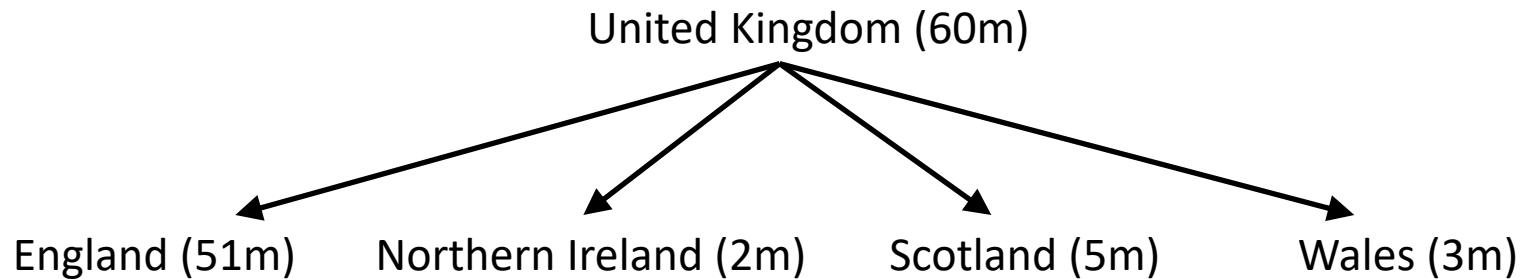 United Kingdom (60m)
England (51m) Northern Ireland (2m) Scotland (5m) Wales (3m)